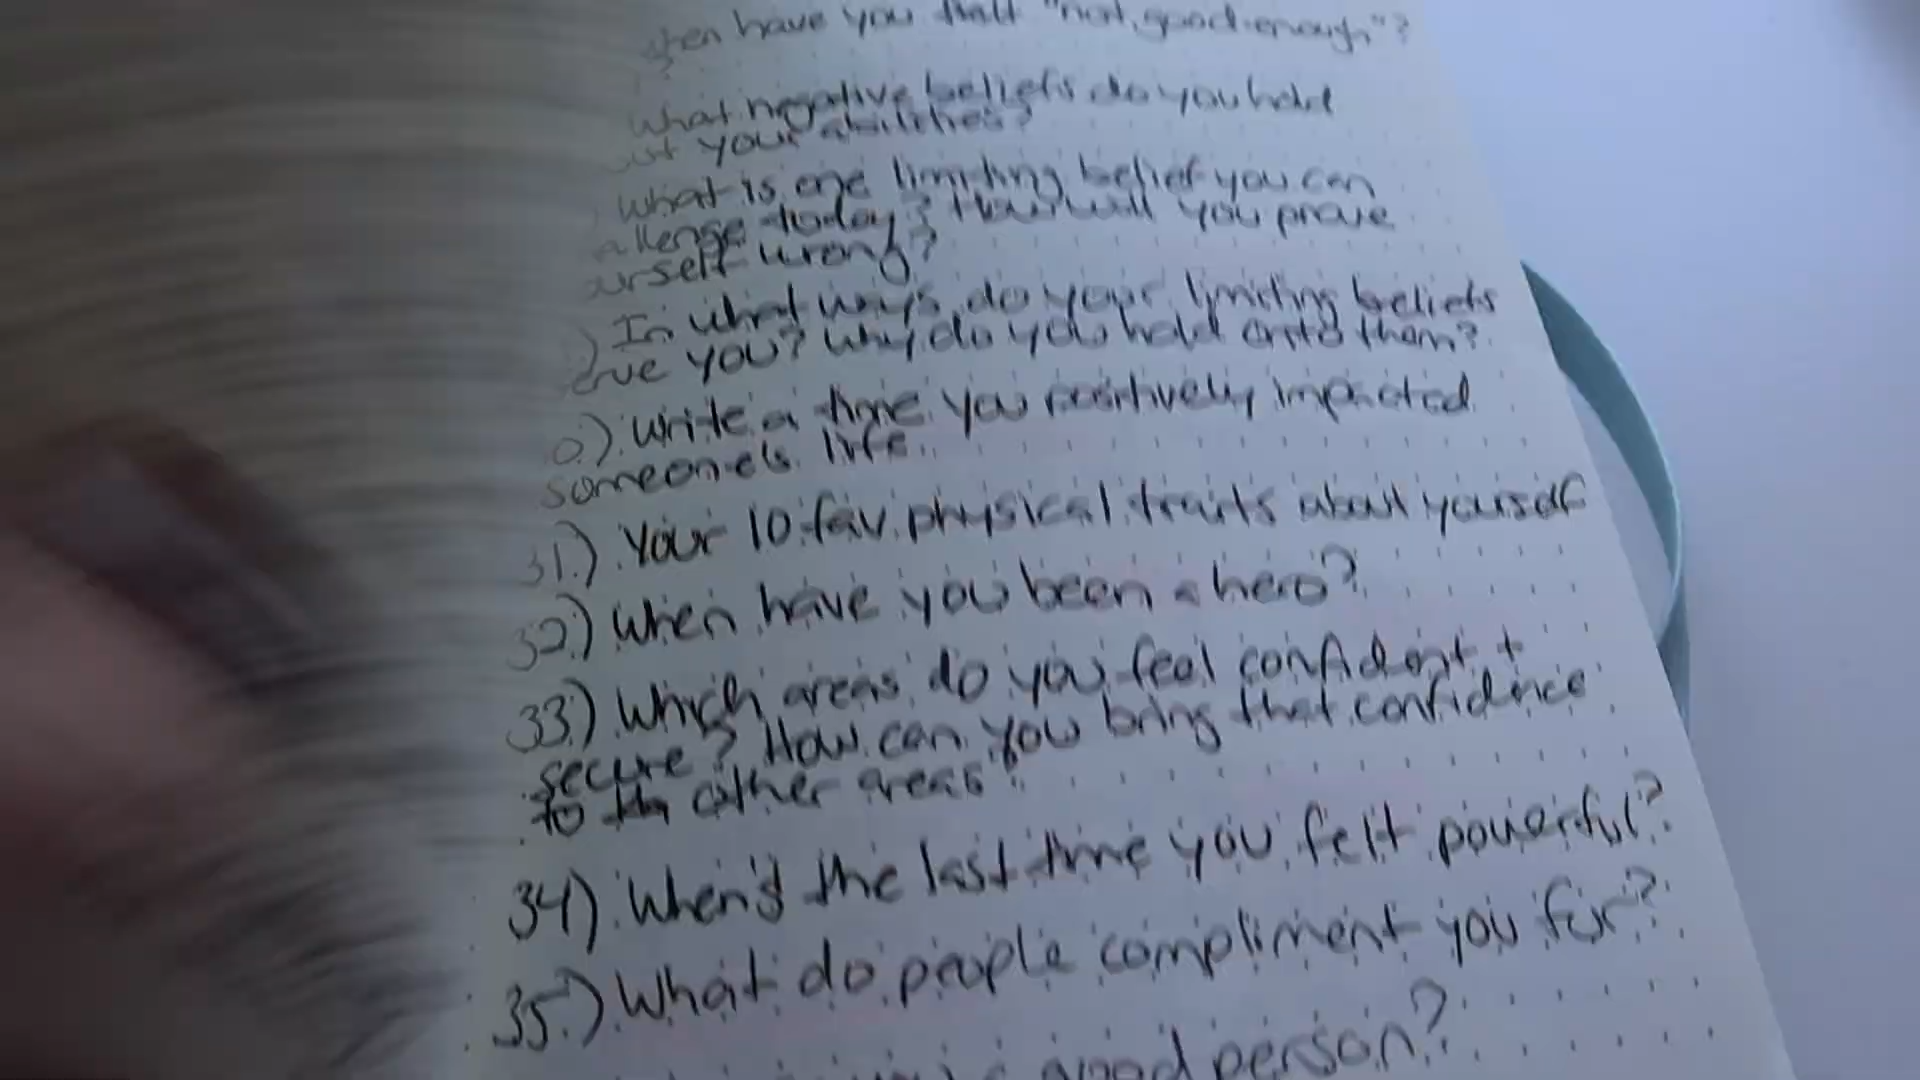 have you felt "not good enough"?
What negative beliefs do you hold
your abilities?
What is one limiting belief you can
today? How will you prove
wrong?
) In what ways do your limiting beliefs
you? Why do you hold onto them?
0.) Write a time you positively impacted
someone's life.
31.) Your 10 fav. physical traits about yourself
32.) When have you been a hero?
33.) Which areas do you feel confident +
secure? How can you bring that confidence
to other areas?
34.) When's the last time you felt powerful?
35.) What do people compliment you for?
good person?